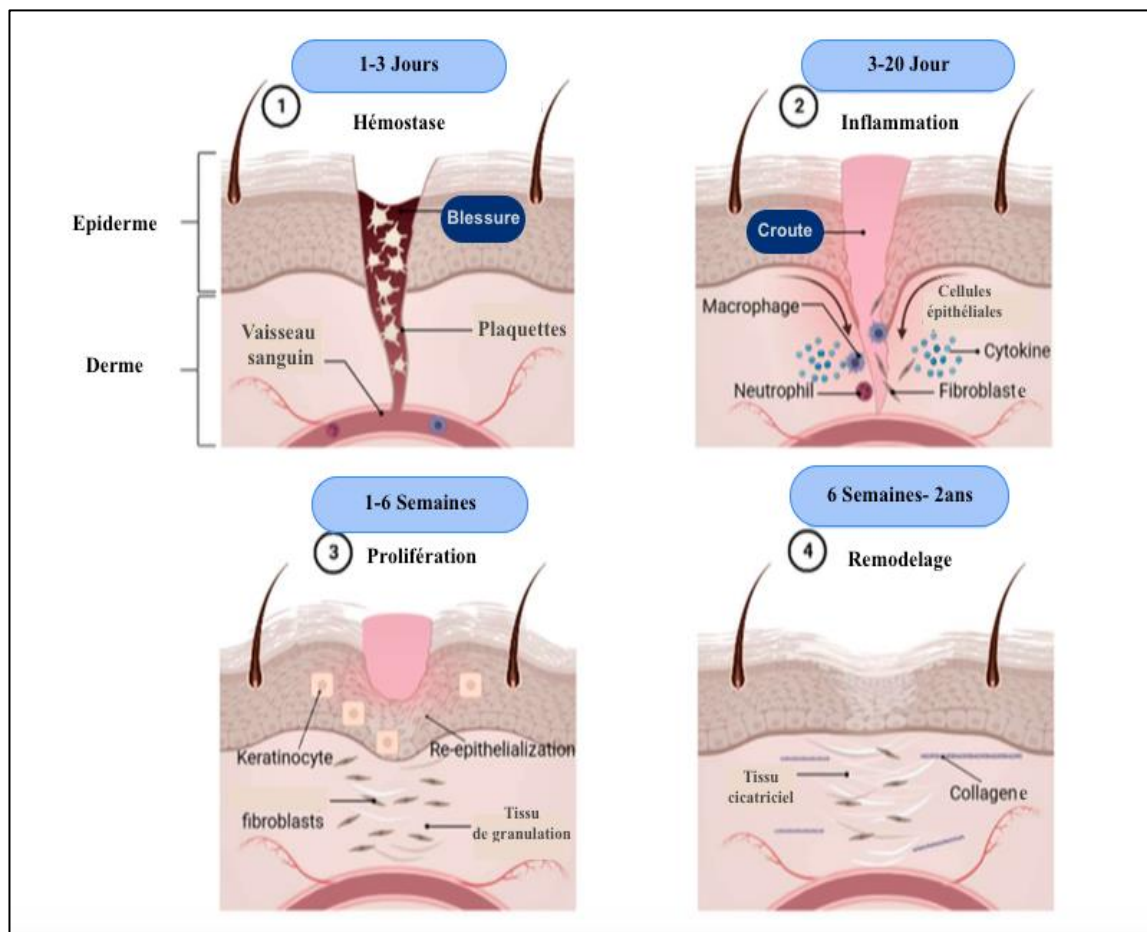 1-3 Jours
1
Hémostase
Epiderme
Blessure
Derme
Vaisseau
sanguin
Plaquettes
3-20 Jour
2
Inflammation
Croute
Macrophage
Cellules
épithéliales
Cytokine
Neutrophil
Fibroblaste
1-6 Semaines
3
Prolifération
Keratinocyte
Re-epithelialization
fibroblasts
Tissu
de granulation
6 Semaines- 2ans
4
Remodelage
Tissu
cicatriciel
Collagene